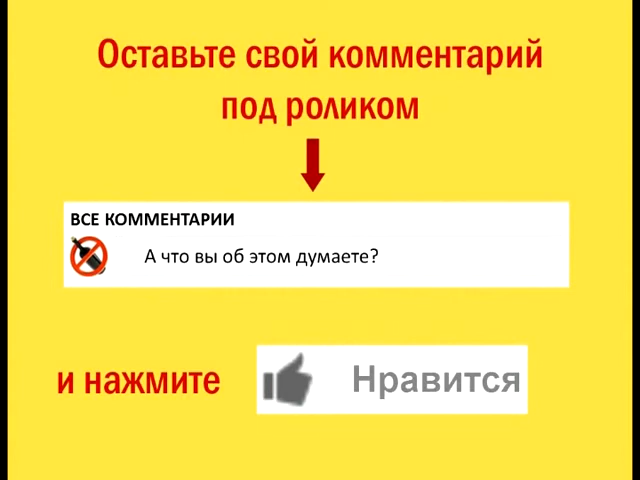 Оставьте свой комментарий
под роликом
ВСЕ КОММЕНТАРИИ
А что вы об этом думаете?
и нажмите
Нравится